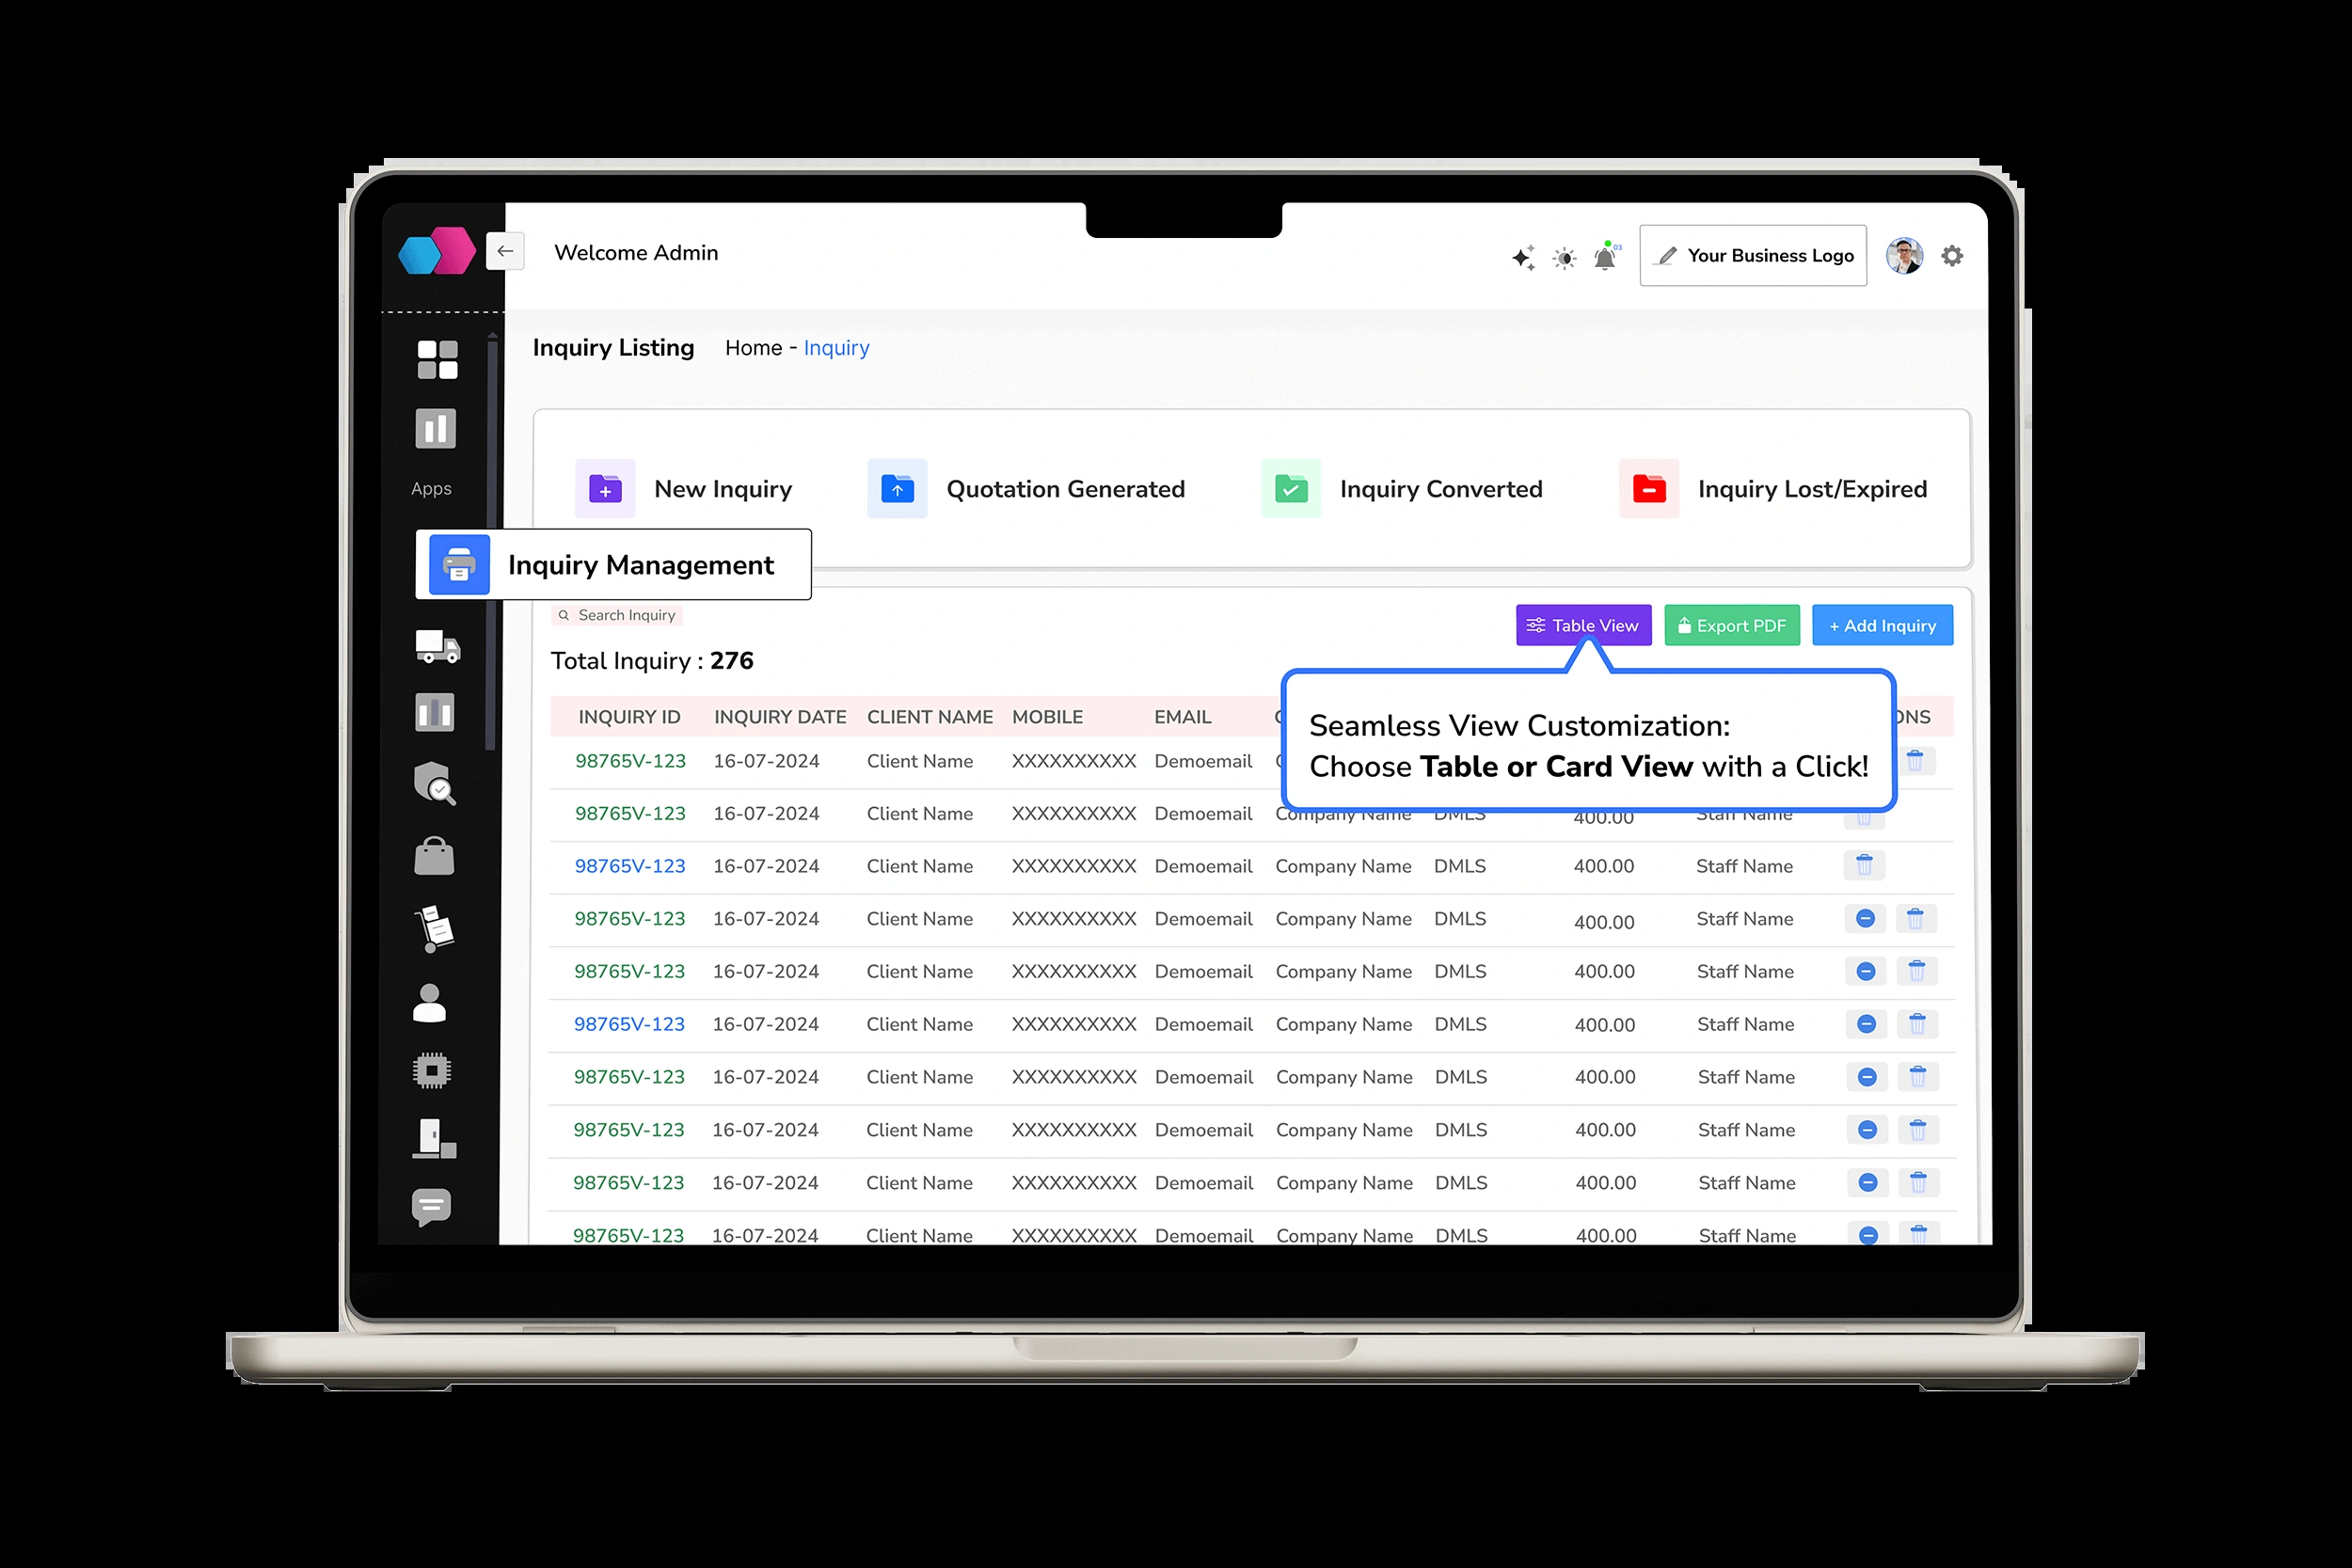 Welcome Admin
03
Your Business Logo
Inquiry Listing Home - Inquiry
Apps
New Inquiry Quotation Generated Inquiry Converted Inquiry Lost/Expired
Inquiry Management
Search Inquiry
Table View Export PDF + Add Inquiry
Total Inquiry : 276
Seamless View Customization:
Choose Table or Card View with a Click!
INQUIRY ID INQUIRY DATE CLIENT NAME MOBILE EMAIL
98765V-123 16-07-2024 Client Name XXXXXXXXXX Demoemail
98765V-123 16-07-2024 Client Name XXXXXXXXXX Demoemail Company Name DMLS 400.00 Staff Name
98765V-123 16-07-2024 Client Name XXXXXXXXXX Demoemail Company Name DMLS 400.00 Staff Name
98765V-123 16-07-2024 Client Name XXXXXXXXXX Demoemail Company Name DMLS 400.00 Staff Name
98765V-123 16-07-2024 Client Name XXXXXXXXXX Demoemail Company Name DMLS 400.00 Staff Name
98765V-123 16-07-2024 Client Name XXXXXXXXXX Demoemail Company Name DMLS 400.00 Staff Name
98765V-123 16-07-2024 Client Name XXXXXXXXXX Demoemail Company Name DMLS 400.00 Staff Name
98765V-123 16-07-2024 Client Name XXXXXXXXXX Demoemail Company Name DMLS 400.00 Staff Name
98765V-123 16-07-2024 Client Name XXXXXXXXXX Demoemail Company Name DMLS 400.00 Staff Name
98765V-123 16-07-2024 Client Name XXXXXXXXXX Demoemail Company Name DMLS 400.00 Staff Name